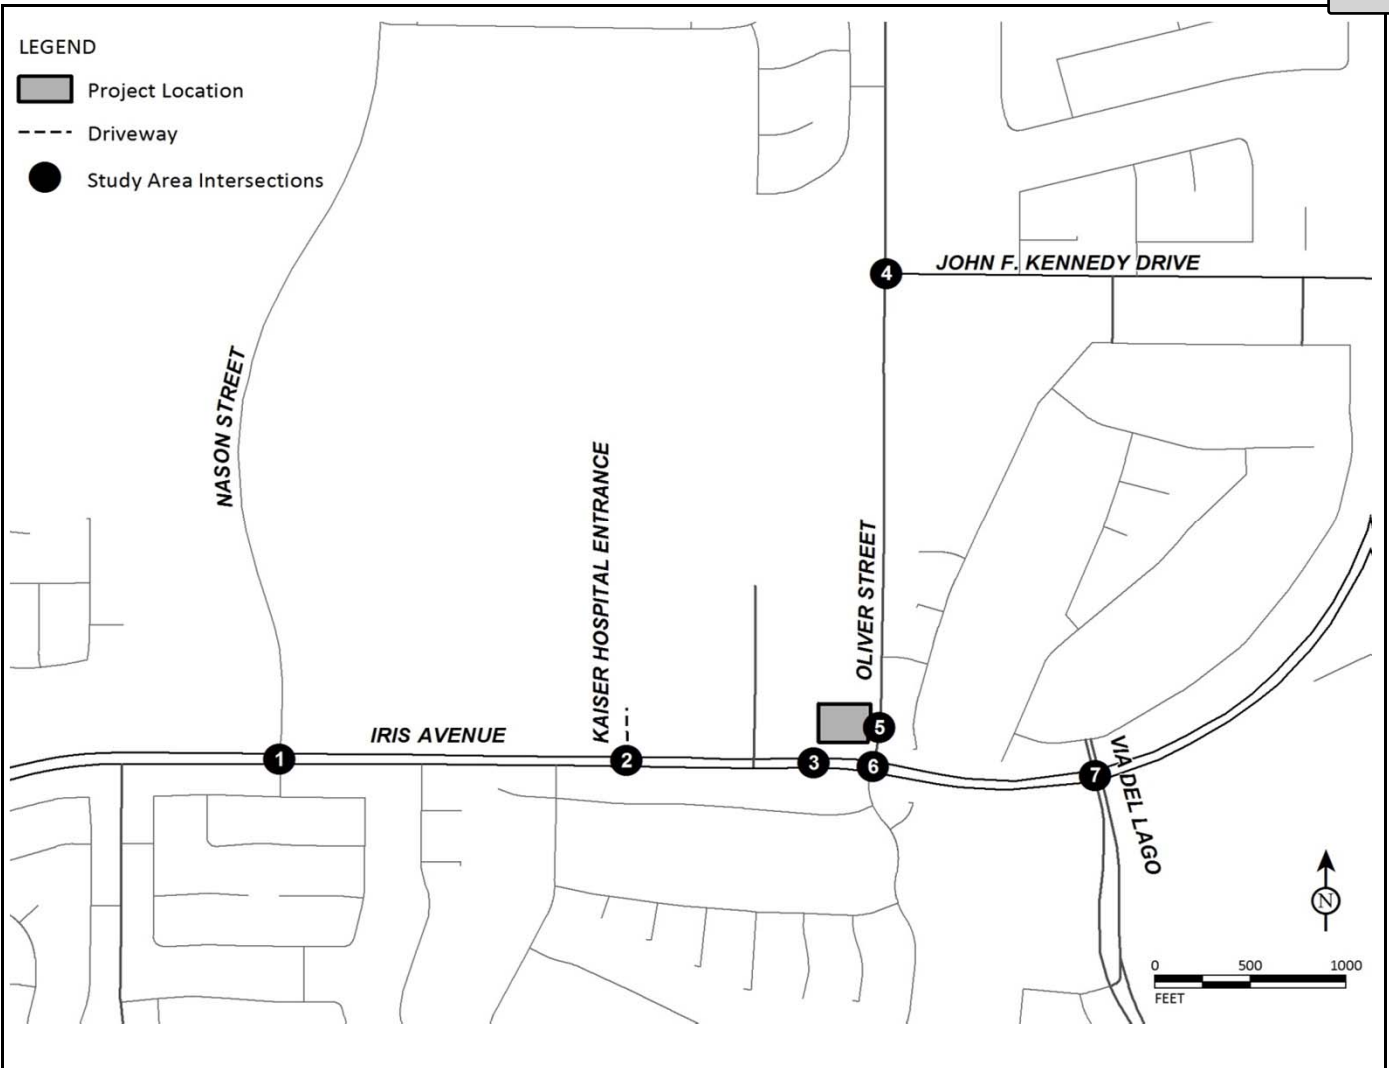 LEGEND
Project Location
Driveway
Study Area Intersections
4
JOHN F. KENNEDY DRIVE
NASON STREET
KAISER HOSPITAL ENTRANCE
OLIVER STREET
5
IRIS AVENUE
1
2
3
6
7
VIA DEL LAGO
N
0 500 1000
FEET